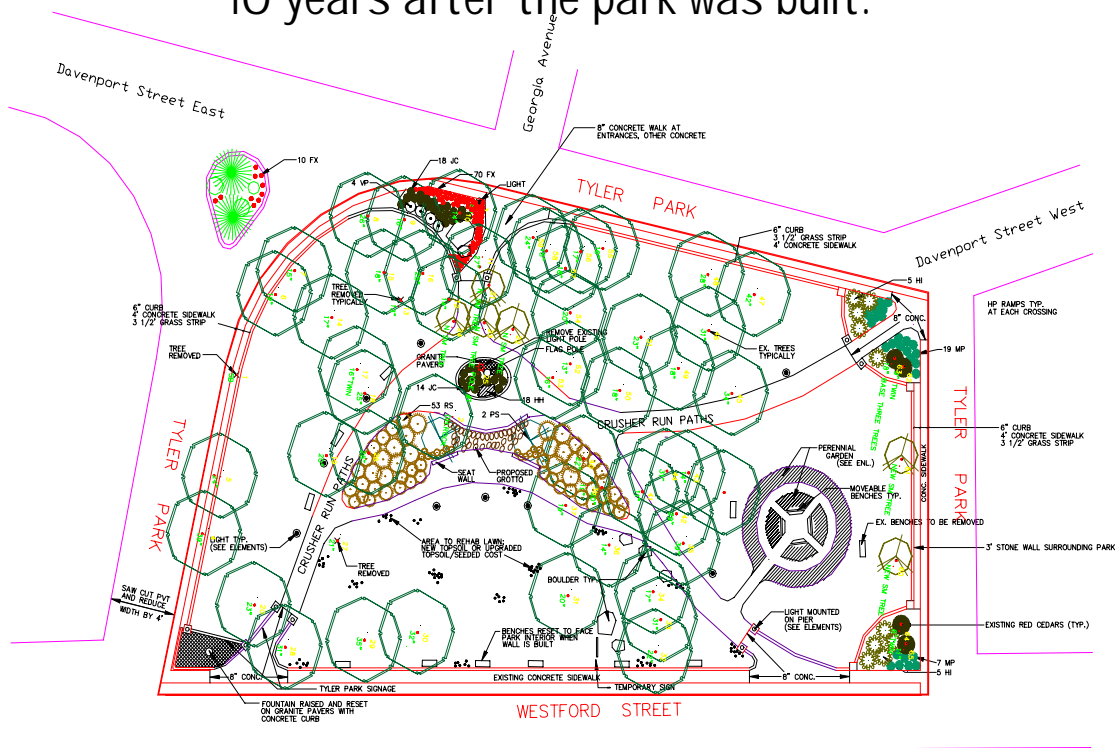 10 years after the park was built.
Davenport Street East
Georgia Avenue
8" CONCRETE WALK AT
ENTRANCES, OTHER CONCRETE
10 FX
18 JC
70 FX
4 VP
LIGHT
TYLER PARK
Davenport Street West
6" CURB
3 1/2' GRASS STRIP
4' CONCRETE SIDEWALK
5 HI
HP RAMPS TYP.
AT EACH CROSSING
8" CONC.
6" CURB
4' CONCRETE SIDEWALK
3 1/2' GRASS STRIP
TREE
REMOVED
TYPICALLY
TREE
REMOVED
REMOVE EXISTING
LIGHT POLE
FLAG POLE
GRANITE
PAVERS
EX. TREES
TYPICALLY
19 MP
14 JC
18 HH
53 RS
2 PS
CRUSHER RUN PATHS
TYLER PARK
6" CURB
4' CONCRETE SIDEWALK
3 1/2' GRASS STRIP
CONC. SIDEWALK
PERENNIAL
GARDEN
(SEE ENL.)
MOVEABLE
BENCHES TYP.
SEAT
WALL
PROPOSED
GROTTO
TYLER PARK
CRUSHER RUN PATHS
LIGHT TYP.
(SEE ELEMENTS)
EX. BENCHES TO BE REMOVED
3' STONE WALL SURROUNDING PARK
AREA TO REHAB LAWN;
NEW TOPSOIL OR UPGRADED
TOPSOIL/SEEDED COST
TREE
REMOVED
BOULDER TYP.
SAW CUT PVT
AND REDUCE
WIDTH BY 4'
LIGHT MOUNTED
ON PIER
(SEE ELEMENTS)
EXISTING RED CEDARS (TYP.)
BENCHES RESET TO FACE
PARK INTERIOR WHEN
WALL IS BUILT
7 MP
5 HI
8" CONC.
EXISTING CONCRETE SIDEWALK
8" CONC.
TYLER PARK SIGNAGE
TEMPORARY SIGN
FOUNTAIN RAISED AND RESET
ON GRANITE PAVERS WITH
CONCRETE CURB
WESTFORD STREET